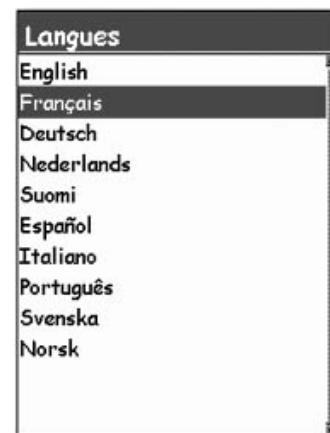 Langues
English
Français
Deutsch
Nederlands
Suomi
Español
Italiano
Português
Svenska
Norsk